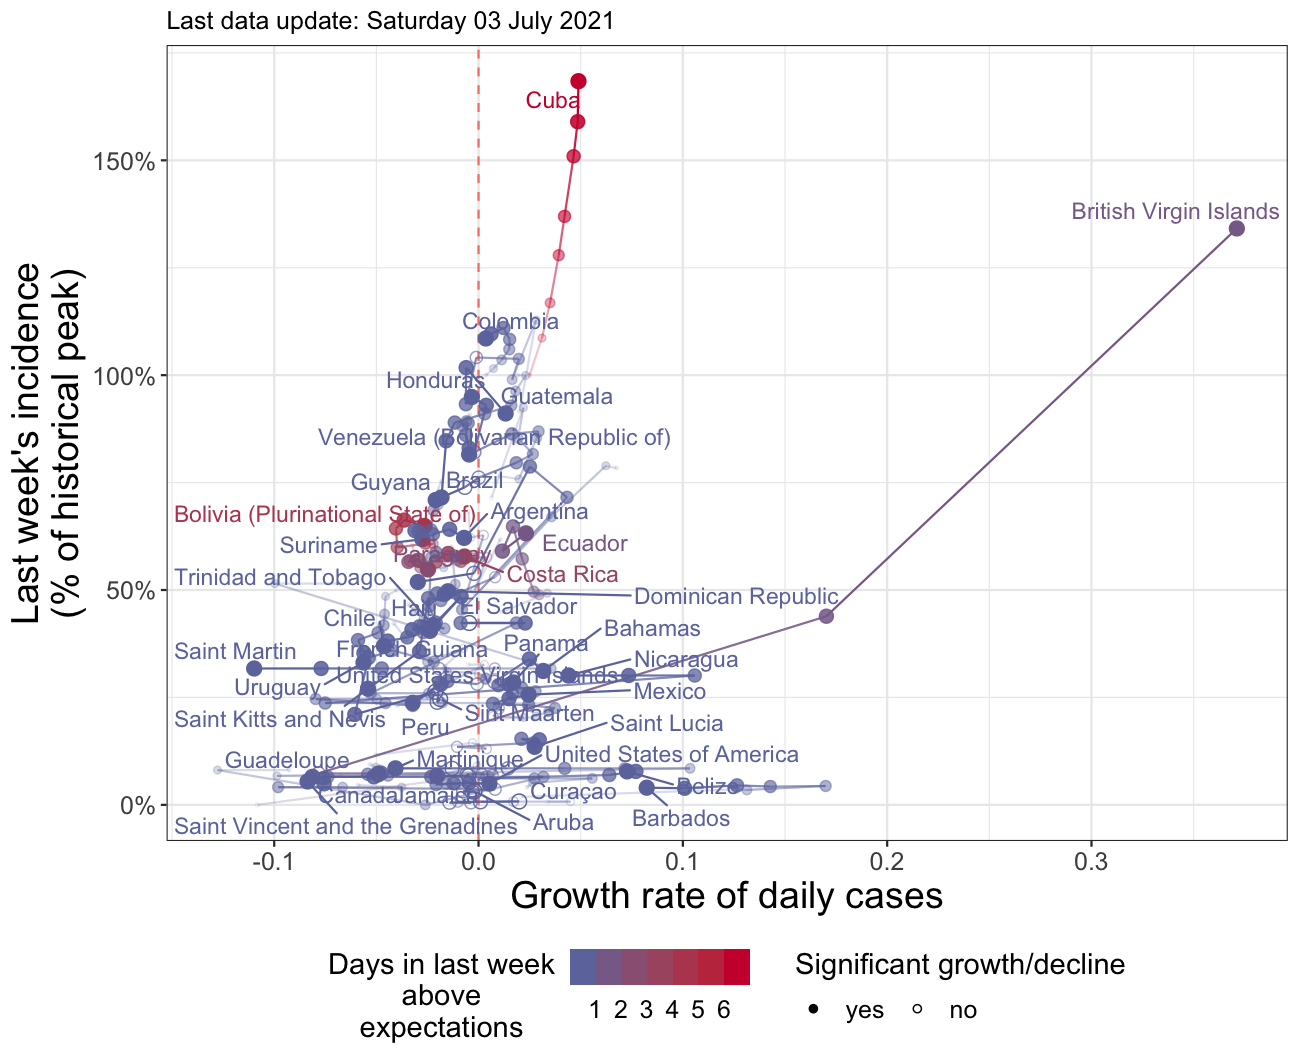 Last data update: Saturday 03 July 2021
Last week's incidence
(% of historical peak)
150%
100%
50%
0%
Cuba
British Virgin Islands
Colombia
Honduras
Guatemala
Venezuela (Bolivarian Republic of)
Guyana
Brazil
Bolivia (Plurinational State of)
Argentina
Suriname
Ecuador
Paraguay
Costa Rica
Trinidad and Tobago
Dominican Republic
Haiti
El Salvador
Chile
Bahamas
Saint Martin
French Guiana
Panama
Nicaragua
Uruguay
United States Virgin Islands
Mexico
Saint Kitts and Nevis
Sint Maarten
Peru
Saint Lucia
Guadeloupe
Martinique
United States of America
Canada
Jamaica
Curaçao
Belize
Saint Vincent and the Grenadines
Aruba
Barbados
-0.1 0.0 0.1 0.2 0.3
Growth rate of daily cases
Days in last week
above
expectations
1 2 3 4 5 6
Significant growth/decline
yes no